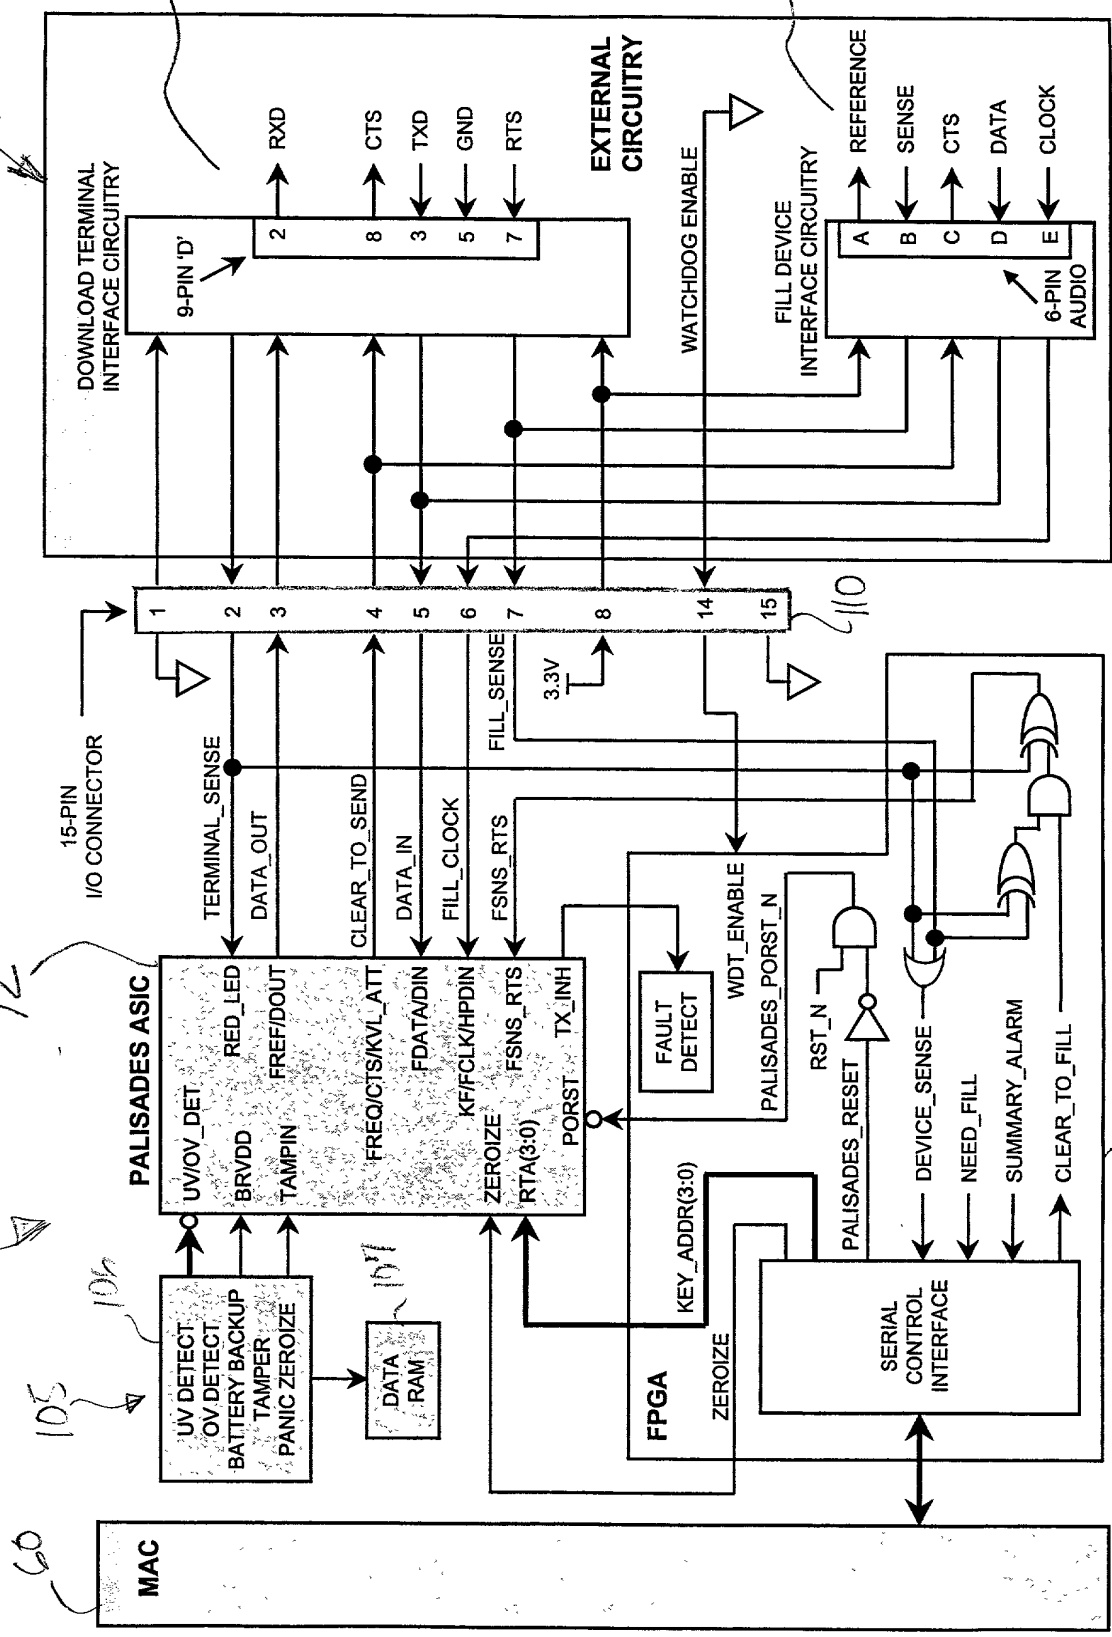 MAC
60
105
UV DETECT
OV DETECT
BATTERY BACKUP
TAMPER
PANIC ZEROIZE
106
DATA
RAM
107
PALISADES ASIC
12
UV/OV_DET
BRVDD
TAMPIN
ZEROIZE
RTA(3:0)
PORST
RED_LED
FREF/DOUT
FREQ/CTS/KVL_ATT
FDATA/DIN
KF/FCLK/HPDIN
FSNS_RTS
TX_INH
TERMINAL_SENSE
DATA_OUT
CLEAR_TO_SEND
DATA_IN
FILL_CLOCK
FSNS_RTS
FILL_SENSE
3.3V
15-PIN
I/O CONNECTOR
1
2
3
4
5
6
7
8
14
15
110
FPGA
ZEROIZE
KEY_ADDR(3:0)
FAULT
DETECT
WDT_ENABLE
PALISADES_PORST_N
RST_N
PALISADES_RESET
DEVICE_SENSE
NEED_FILL
SUMMARY_ALARM
CLEAR_TO_FILL
SERIAL
CONTROL
INTERFACE
DOWNLOAD TERMINAL
INTERFACE CIRCUITRY
9-PIN 'D'
2
8
3
5
7
RXD
CTS
TXD
GND
RTS
EXTERNAL
CIRCUITRY
WATCHDOG ENABLE
FILL DEVICE
INTERFACE CIRCUITRY
6-PIN
AUDIO
A
B
C
D
E
REFERENCE
SENSE
CTS
DATA
CLOCK